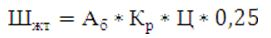 Шжт = Аб * Кр * Ц * 0,25